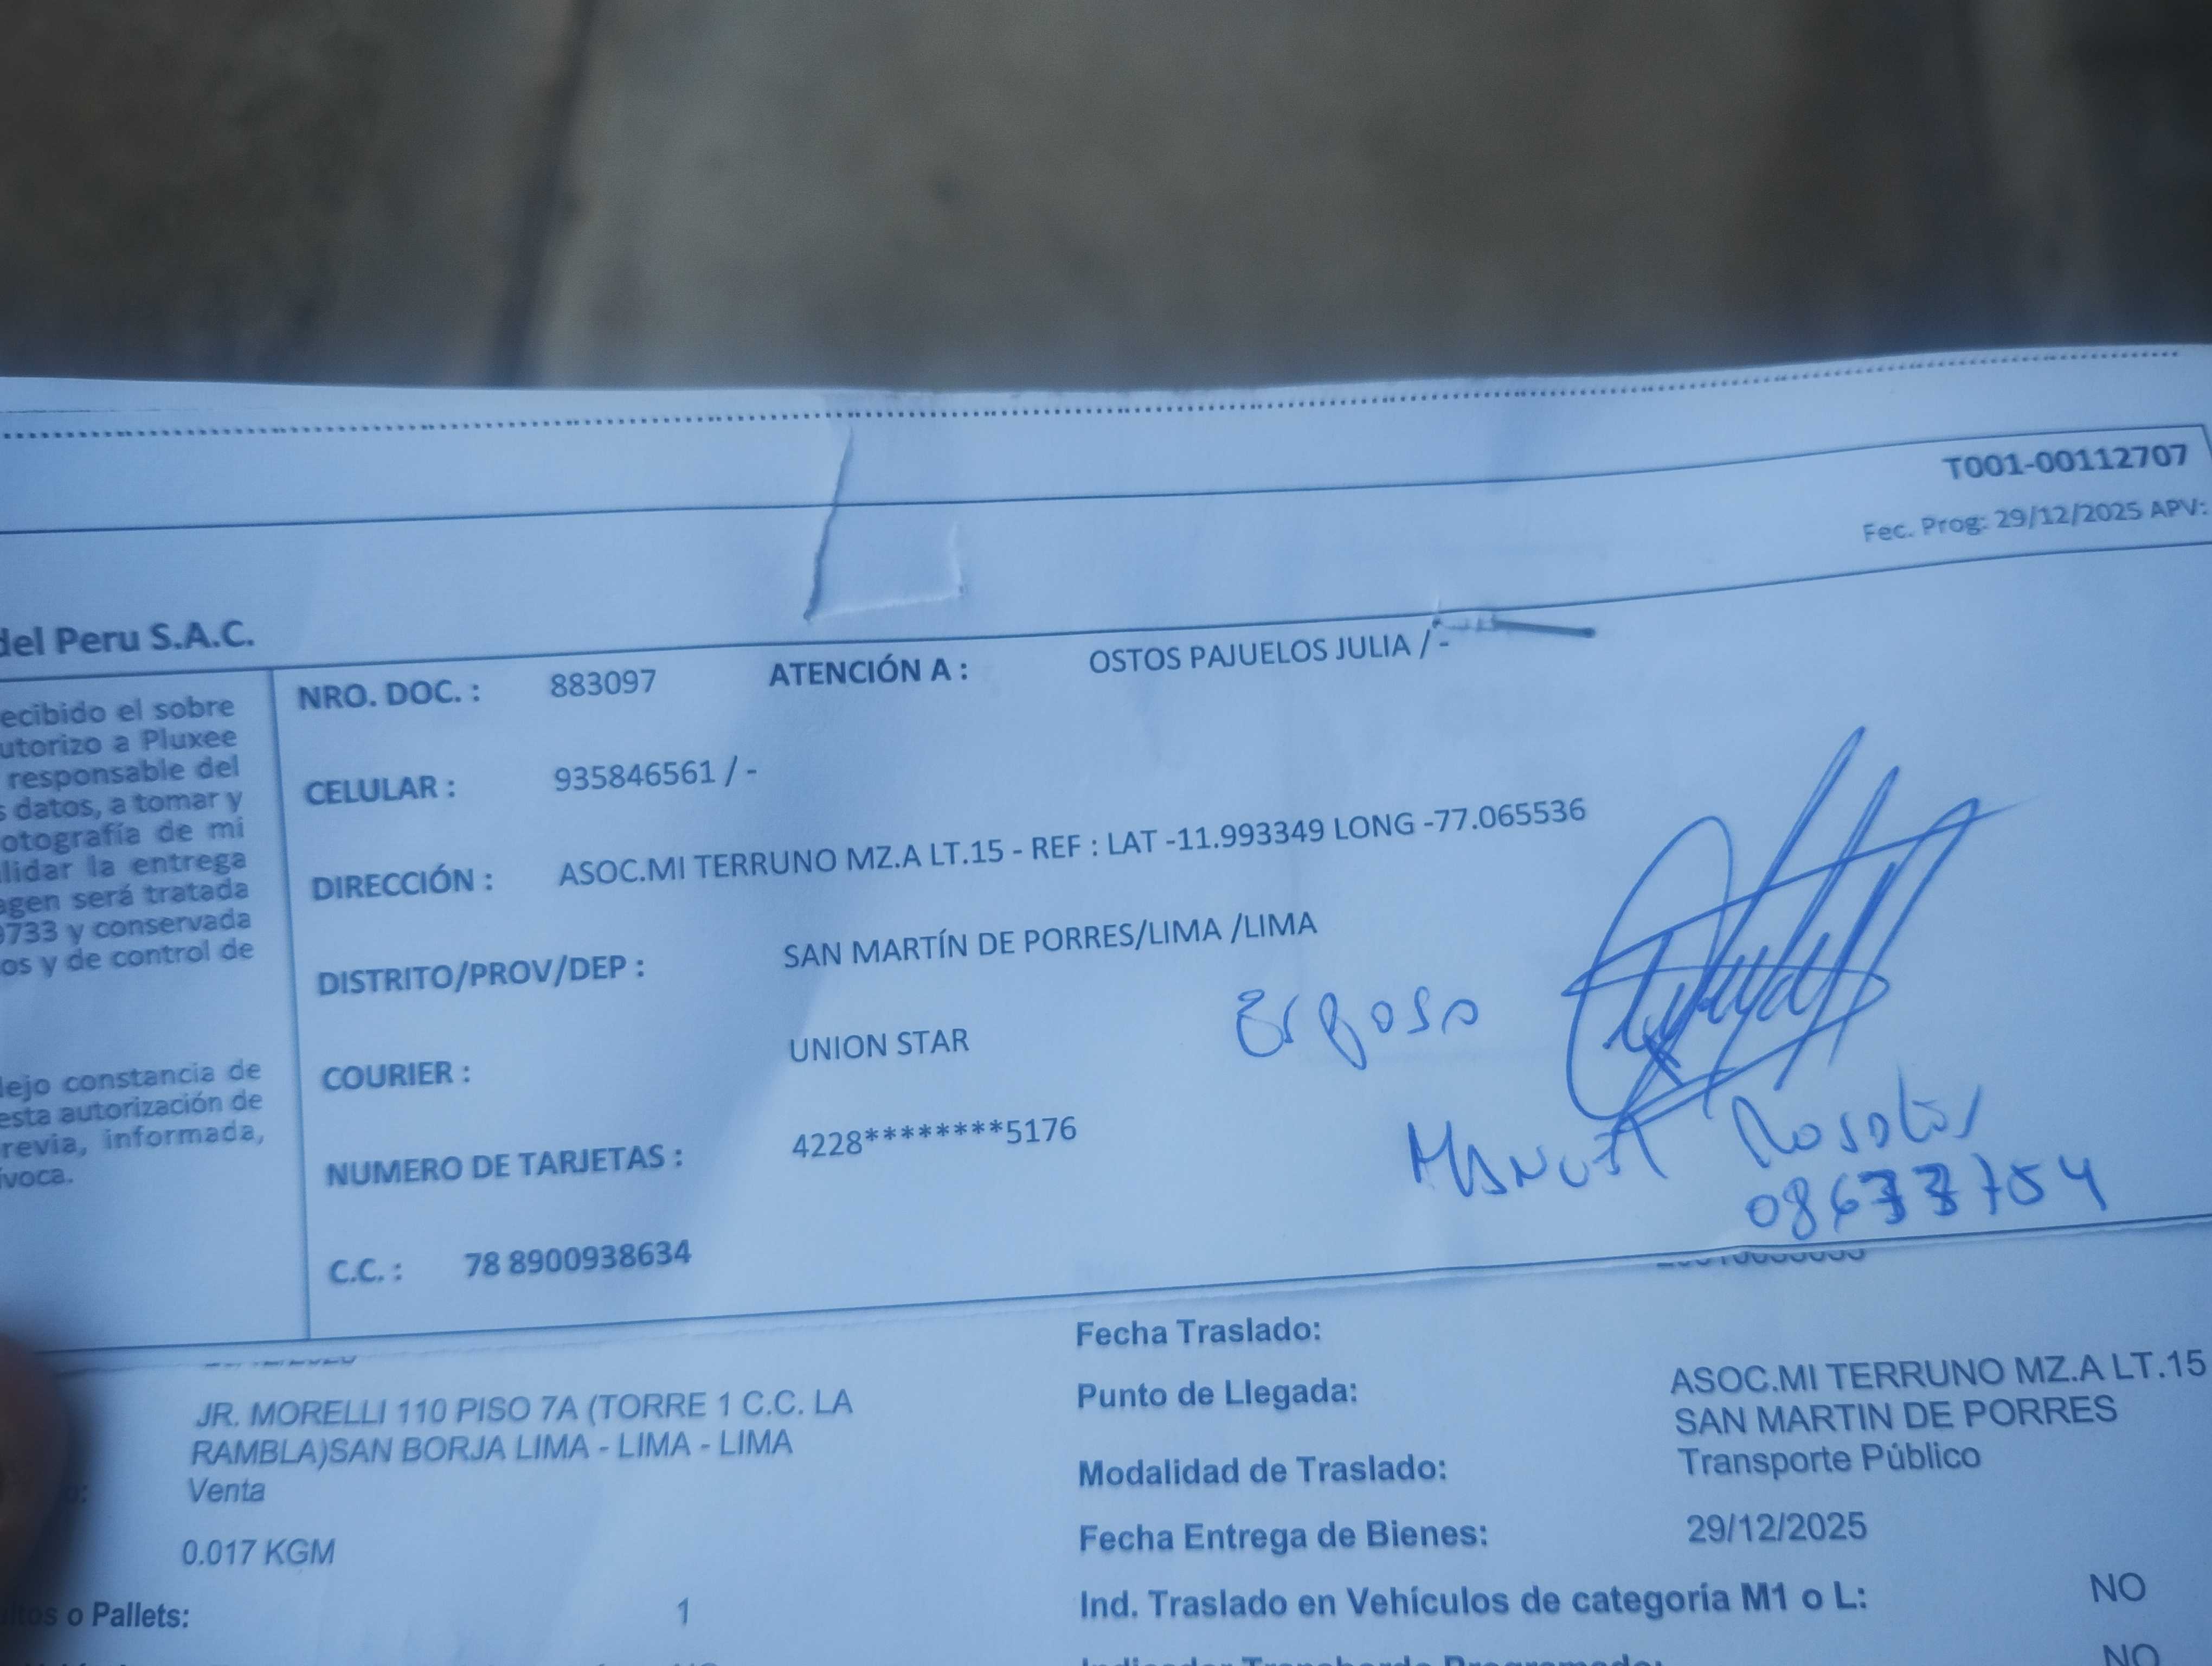 T001-00112707
Fec. Prog: 29/12/2025 APV:
del Peru S.A.C.
ecibido el sobre
utorizo a Pluxee
responsable del
s datos, a tomar y
otografía de mi
lidar la entrega
agen será tratada
9733 y conservada
os y de control de
lejo constancia de
esta autorización de
revia, informada,
ívoca.
NRO. DOC. : 883097 ATENCIÓN A : OSTOS PAJUELOS JULIA / -
CELULAR : 935846561 / -
DIRECCIÓN : ASOC.MI TERRUNO MZ.A LT.15 - REF : LAT -11.993349 LONG -77.065536
DISTRITO/PROV/DEP : SAN MARTÍN DE PORRES/LIMA /LIMA
COURIER : UNION STAR
Esposo
NUMERO DE TARJETAS : 4228********5176
Manuel
C.C. : 78 8900938634
Fecha Traslado:
JR. MORELLI 110 PISO 7A (TORRE 1 C.C. LA
RAMBLA)SAN BORJA LIMA - LIMA - LIMA
Venta
0.017 KGM
o Pallets: 1
Punto de Llegada: ASOC.MI TERRUNO MZ.A LT.15
SAN MARTIN DE PORRES
Modalidad de Traslado: Transporte Público
Fecha Entrega de Bienes: 29/12/2025
Ind. Traslado en Vehículos de categoría M1 o L: NO
NO